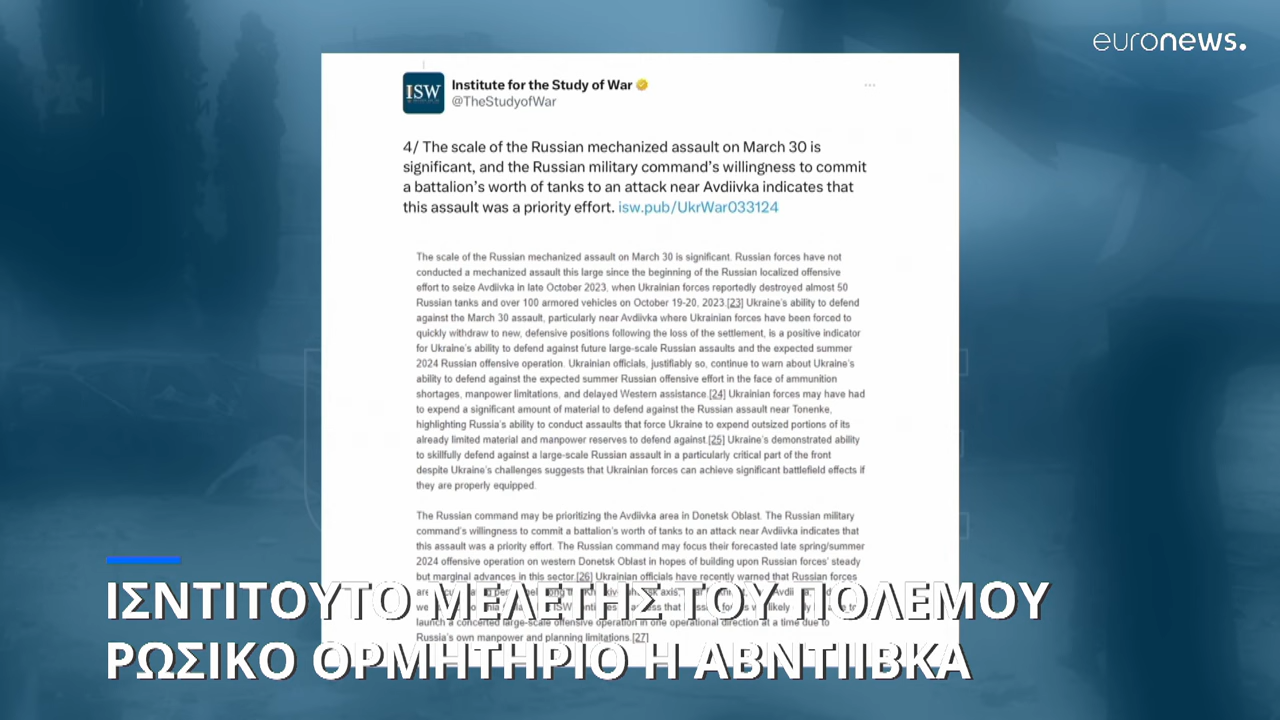 euronews.
ISW
Institute for the Study of War
@TheStudyofWar
4/ The scale of the Russian mechanized assault on March 30 is
significant, and the Russian military command's willingness to commit
a battalion's worth of tanks to an attack near Avdiivka indicates that
this assault was a priority effort. isw.pub/UkrWar033124
The scale of the Russian mechanized assault on March 30 is significant. Russian forces have not
conducted a mechanized assault this large since the beginning of the Russian localized offensive
effort to seize Avdiivka in late October 2023, when Ukrainian forces reportedly destroyed almost 50
Russian tanks and over 100 armored vehicles on October 19-20, 2023.[23] Ukraine's ability to defend
against the March 30 assault, particularly near Avdiivka where Ukrainian forces have been forced to
quickly withdraw to new, defensive positions following the loss of the settlement, is a positive indicator
for Ukraine's ability to defend against future large-scale Russian assaults and the expected summer
2024 Russian offensive operation. Ukrainian officials, justifiably so, continue to warn about Ukraine's
ability to defend against the expected summer Russian offensive effort in the face of ammunition
shortages, manpower limitations, and delayed Western assistance.[24] Ukrainian forces may have had
to expend a significant amount of material to defend against the Russian assault near Tonenke,
highlighting Russia's ability to conduct assaults that force Ukraine to expend outsized portions of its
already limited material and manpower reserves to defend against.[25] Ukraine's demonstrated ability
to skillfully defend against a large-scale Russian assault in a particularly critical part of the front
despite Ukraine's challenges suggests that Ukrainian forces can achieve significant battlefield effects if
they are properly equipped.
The Russian command may be prioritizing the Avdiivka area in Donetsk Oblast. The Russian military
command's willingness to commit a battalion's worth of tanks to an attack near Avdiivka indicates that
this assault was a priority effort. The Russian command may focus their forecasted late spring/summer
2024 offensive operation on western Donetsk Oblast in hopes of building upon Russian forces' steady
but marginal advances in this sector.[26] Ukrainian officials have recently warned that Russian forces
ΙΣΝΤΙΤΟΥΤΟ ΜΕΛΕΤΗΣ ΤΟΥ ΠΟΛΕΜΟΥ
launch a concerted large-scale offensive operation in one operational direction at a time due to
Russia's own manpower and planning limitations.[27]
ΡΩΣΙΚΟ ΟΡΜΗΤΗΡΙΟ Η ΑΒΝΤΙΙΒΚΑ